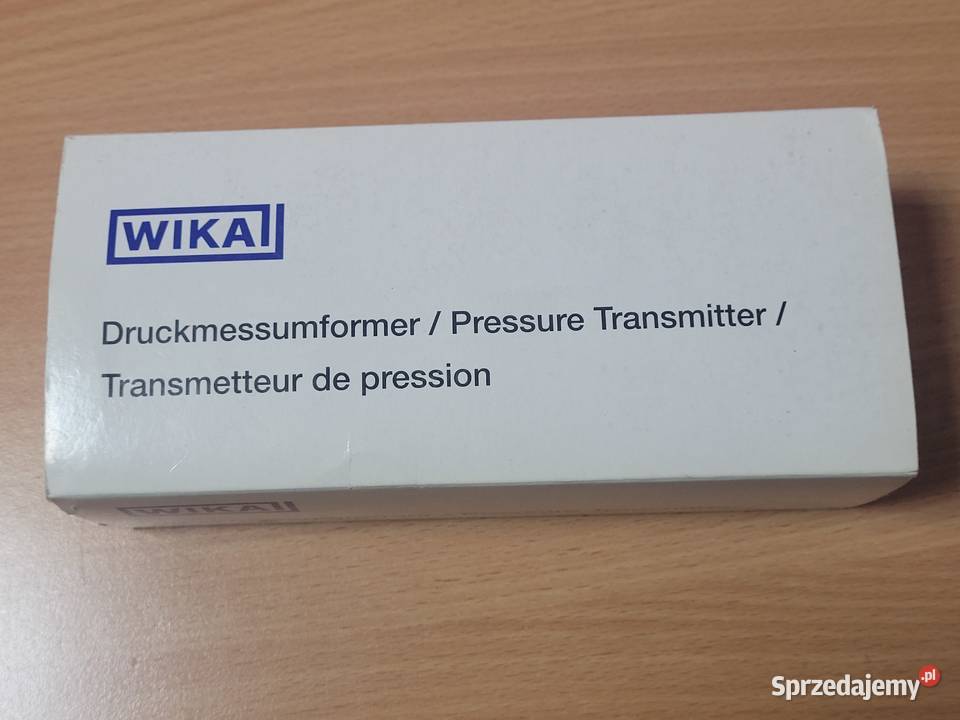 WIKA
Druckmessumformer / Pressure Transmitter /
Transmetteur de pression
WIKA
Sprzedajemy.pl